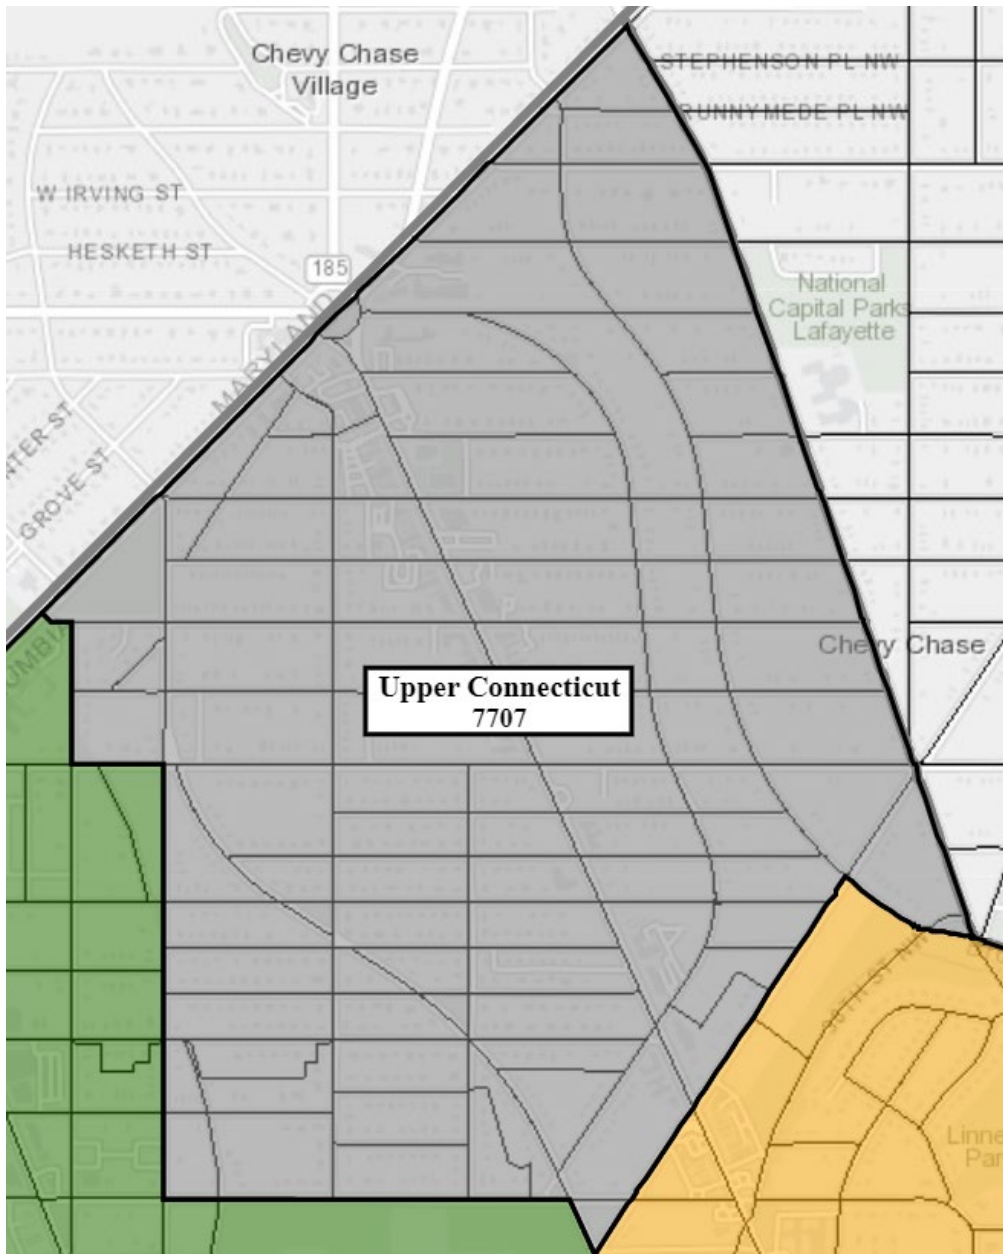 Chevy Chase
Village
STEPHENSON PL NW
RUNNYMEDE PL NW
W IRVING ST
HESKETH ST
185
National
Capital Parks
Lafayette
MARYLAND
GROVE ST
Chevy Chase
Upper Connecticut
7707